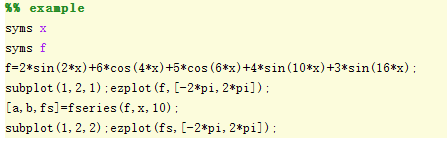 %% example
syms x
syms f
f=2*sin(2*x)+6*cos(4*x)+5*cos(6*x)+4*sin(10*x)+3*sin(16*x);
subplot(1,2,1);ezplot(f,[-2*pi,2*pi]);
[a,b,fs]=fseries(f,x,10);
subplot(1,2,2);ezplot(fs,[-2*pi,2*pi]);